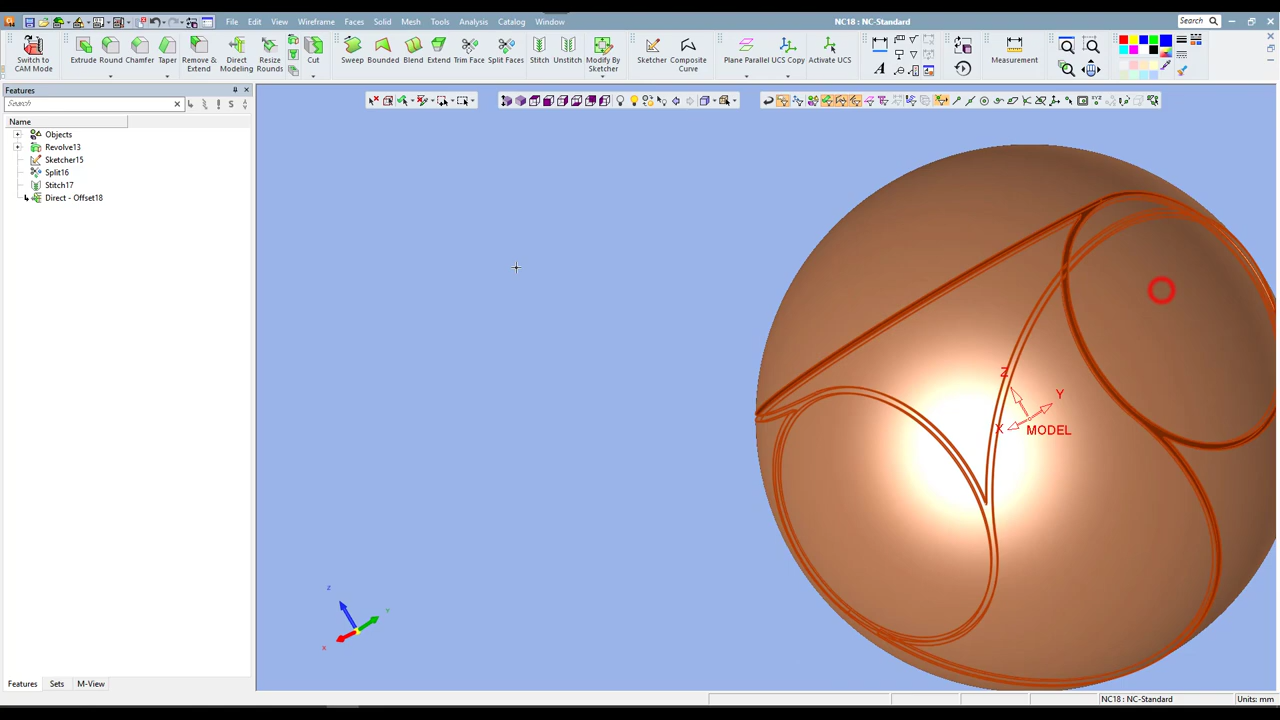 File Edit View Wireframe Faces Solid Mesh Tools Analysis Catalog Window
NC18 : NC-Standard
Search
Switch to CAM Mode
Extrude
Round
Chamfer
Taper
Remove & Extend
Direct Modeling
Resize Rounds
Cut
Sweep
Bounded
Blend
Extend
Trim
Split Faces
Stitch
Unstitch
Modify By Sketcher
Sketcher
Composite Curve
Plane Parallel
UCS Copy
Activate UCS
Measurement
Features
Search
Name
Objects
Revolve13
Sketcher15
Split16
Stitch17
Direct - Offset18
Z
Y
X
MODEL
Z
Y
X
Features Sets M-View
NC18 : NC-Standard
Units: mm